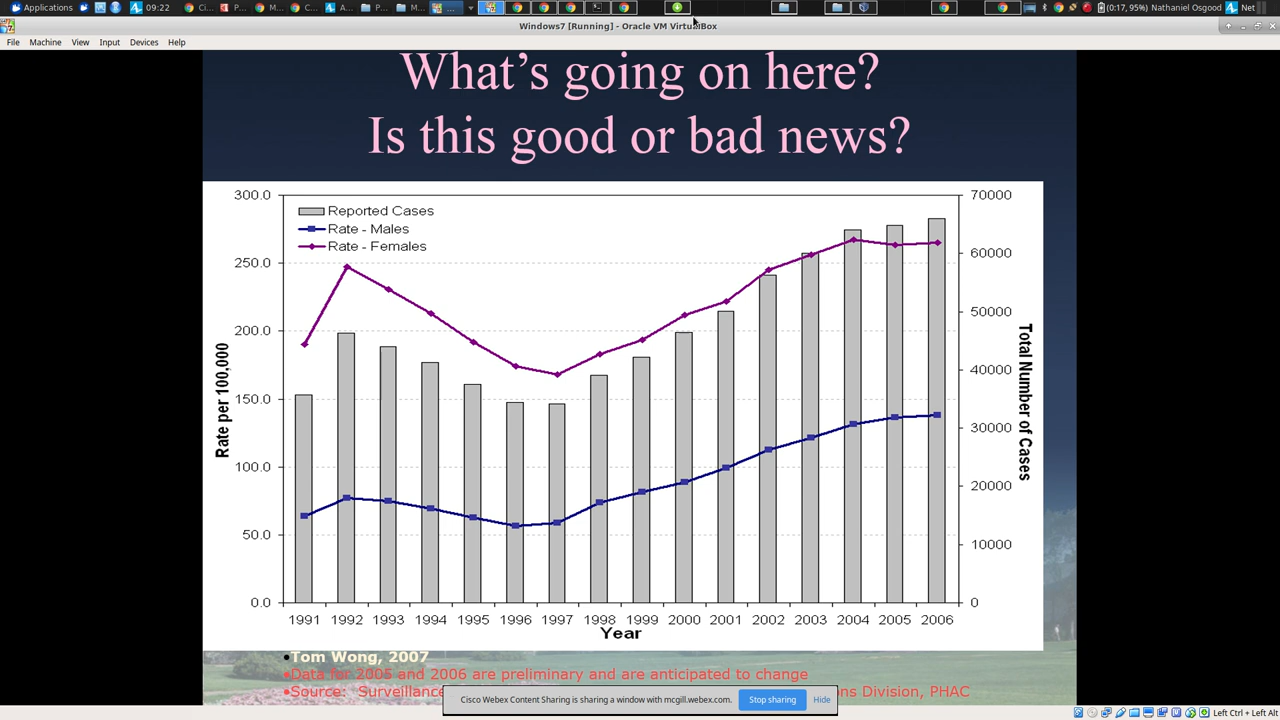 Applications 09:22 Ci... P... M... C... A... P... M... ... (0:17, 95%) Nathaniel Osgood Net
Windows7 [Running] - Oracle VM VirtualBox
File Machine View Input Devices Help
What's going on here?
Is this good or bad news?
300.0
250.0
200.0
150.0
100.0
50.0
0.0
Rate per 100,000
Reported Cases
Rate - Males
Rate - Females
70000
60000
50000
40000
30000
20000
10000
0
Total Number of Cases
1991 1992 1993 1994 1995 1996 1997 1998 1999 2000 2001 2002 2003 2004 2005 2006
Year
•Tom Wong, 2007
•Data for 2005 and 2006 are preliminary and are anticipated to change
•Source: Surveillance ns Division, PHAC
Cisco Webex Content Sharing is sharing a window with mcgill.webex.com. Stop sharing Hide
Left Ctrl + Left Alt